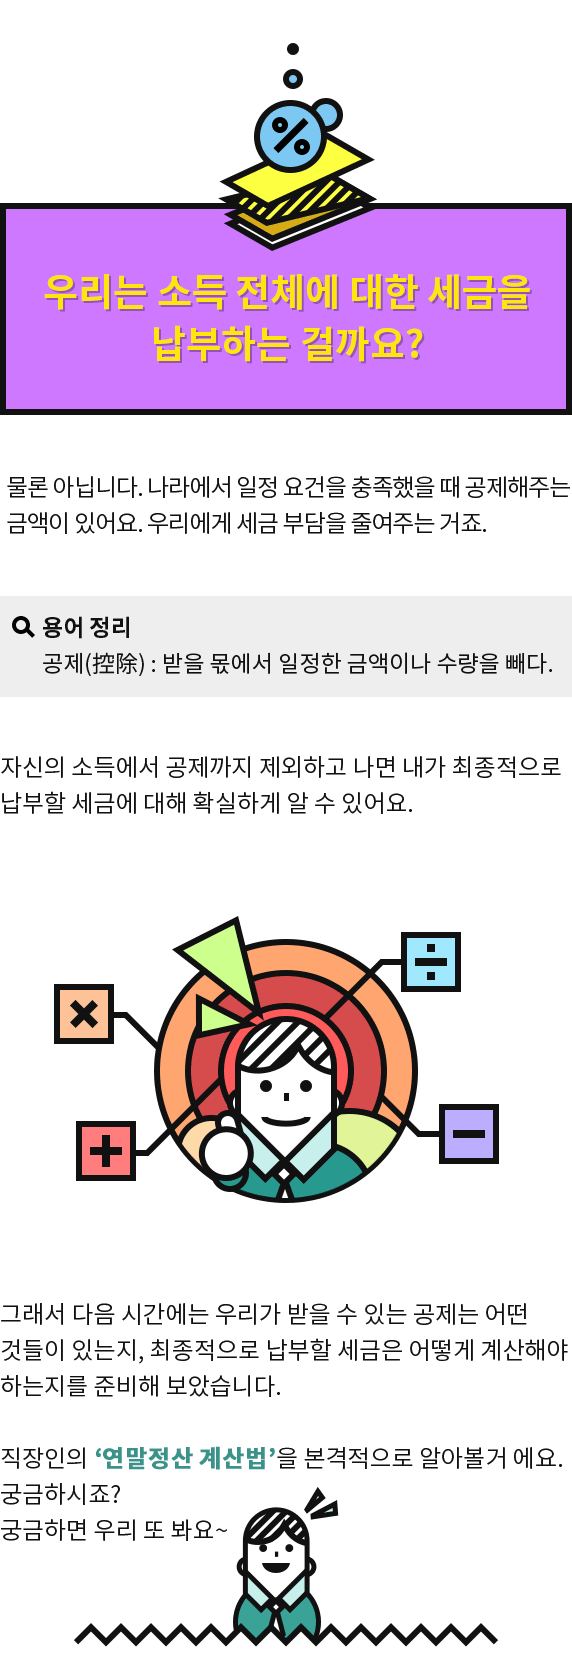 우리는 소득 전체에 대한 세금을
납부하는 걸까요?
물론 아닙니다. 나라에서 일정 요건을 충족했을 때 공제해주는
금액이 있어요. 우리에게 세금 부담을 줄여주는 거죠.
용어 정리
공제(控除) : 받을 몫에서 일정한 금액이나 수량을 빼다.
자신의 소득에서 공제까지 제외하고 나면 내가 최종적으로
납부할 세금에 대해 확실하게 알 수 있어요.
그래서 다음 시간에는 우리가 받을 수 있는 공제는 어떤
것들이 있는지, 최종적으로 납부할 세금은 어떻게 계산해야
하는지를 준비해 보았습니다.
직장인의 ‘연말정산 계산법’을 본격적으로 알아볼거 에요.
궁금하시죠?
궁금하면 우리 또 봐요~